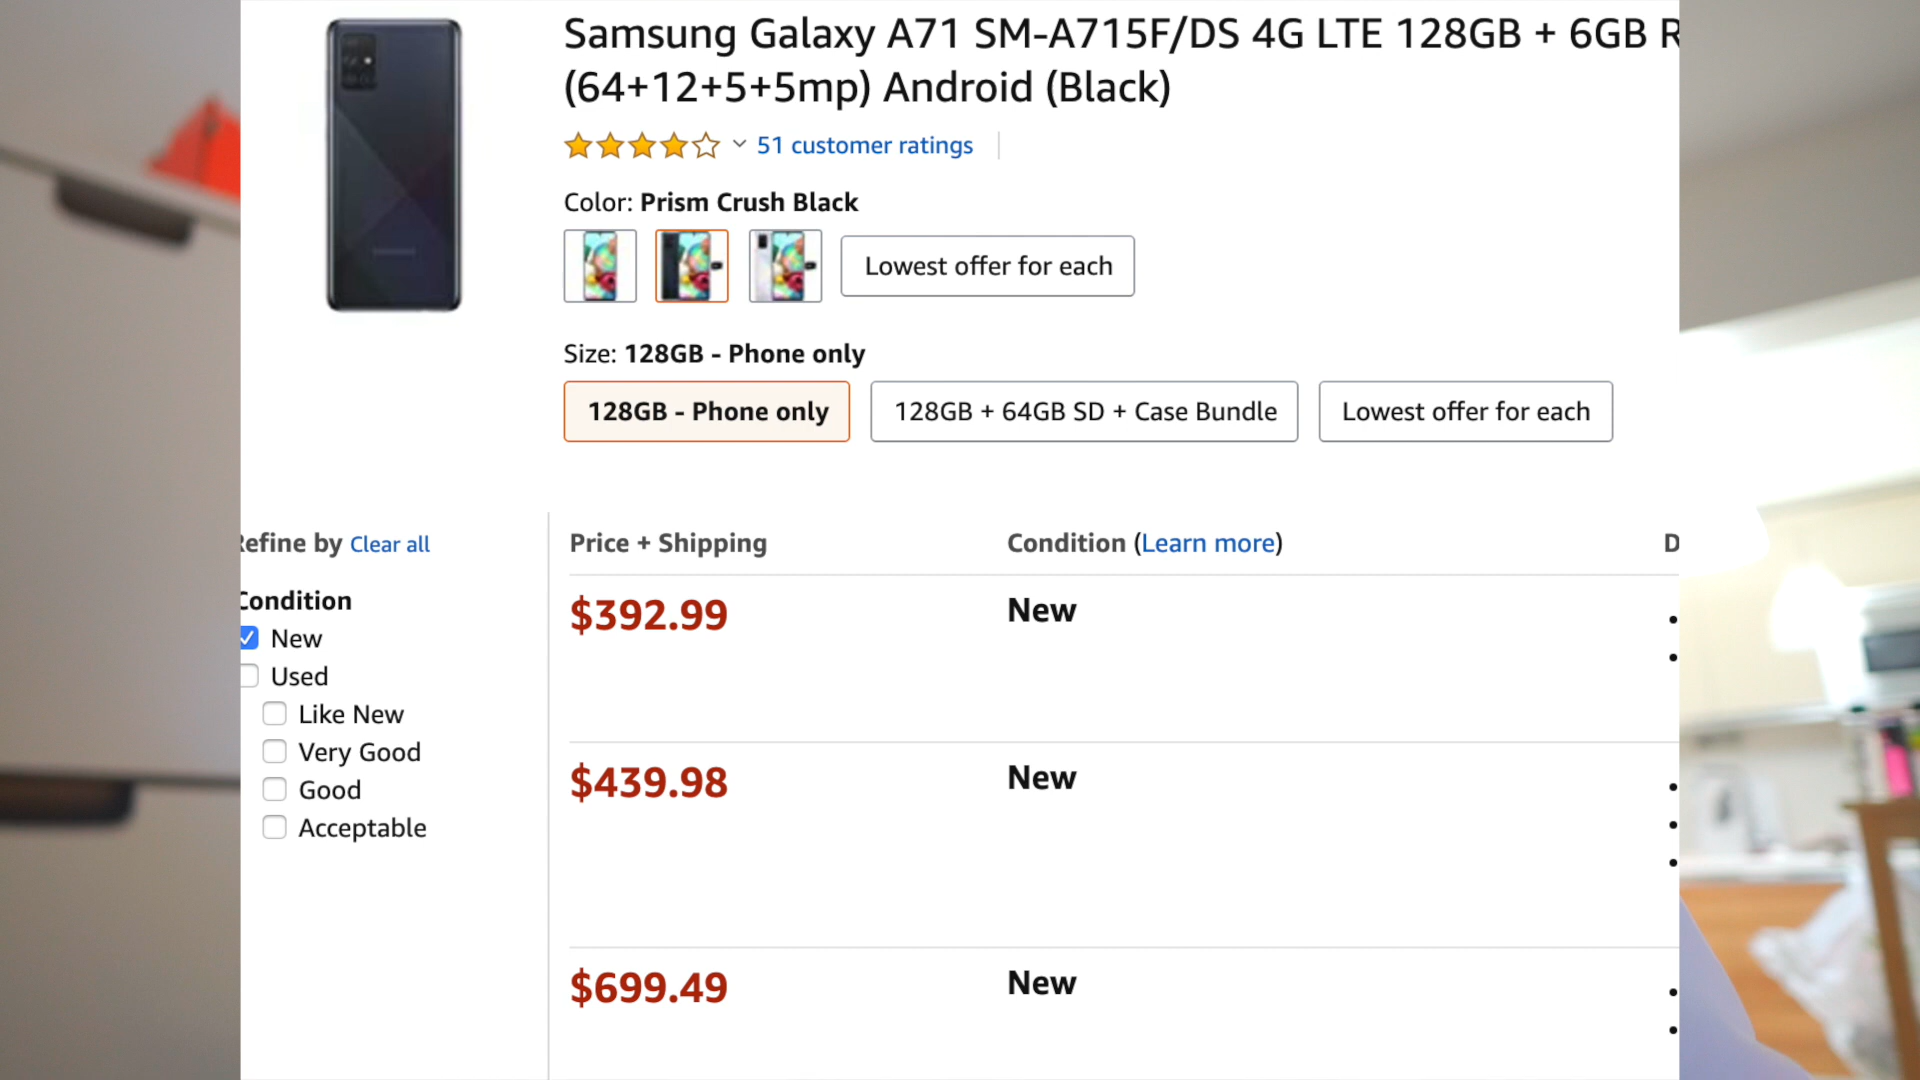 Samsung Galaxy A71 SM-A715F/DS 4G LTE 128GB + 6GB R
(64+12+5+5mp) Android (Black)
51 customer ratings
Color: Prism Crush Black
Lowest offer for each
Size: 128GB - Phone only
128GB - Phone only
128GB + 64GB SD + Case Bundle
Lowest offer for each
Refine by Clear all
Price + Shipping
Condition (Learn more)
D
Condition
New
Used
Like New
Very Good
Good
Acceptable
$392.99
New
$439.98
New
$699.49
New